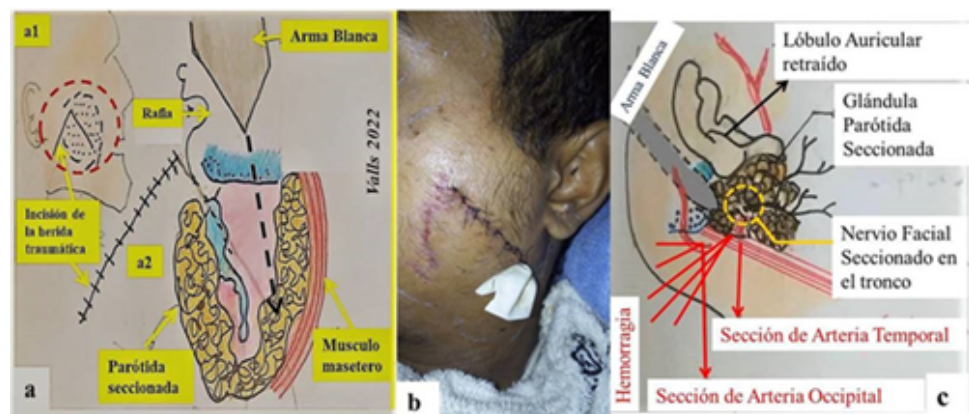 a1
Arma Blanca
Rafia
Valls 2022
Incisión de
la herida
traumática
a2
Parótida
seccionada
Musculo
masetero
a
b
Arma Blanca
Lóbulo Auricular
retraído
Glándula
Parótida
Seccionada
Nervio Facial
Seccionado en
el tronco
Hemorragia
Sección de Arteria Temporal
Sección de Arteria Occipital
c